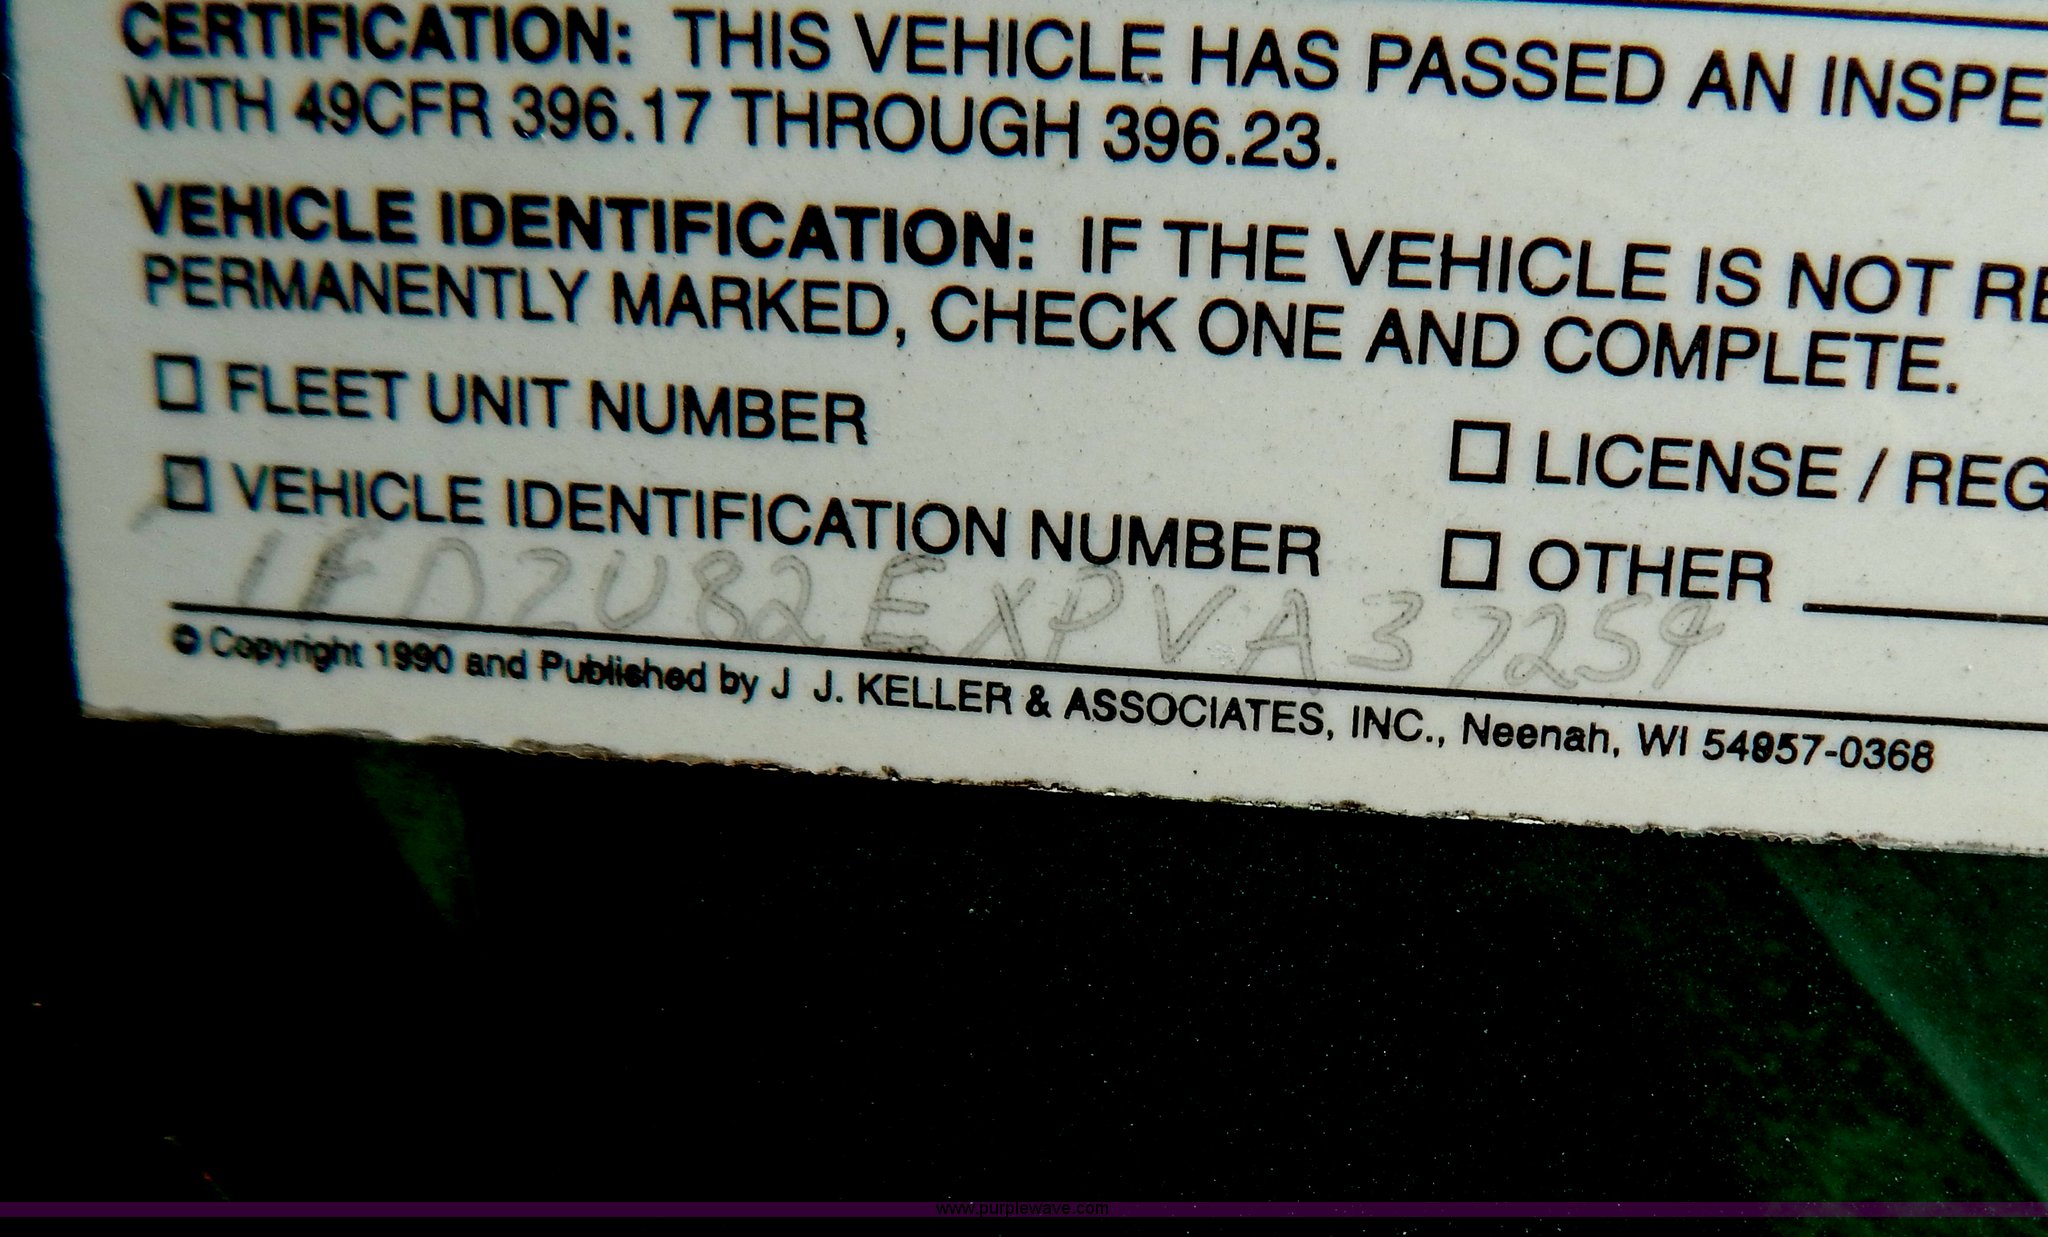 CERTIFICATION: THIS VEHICLE HAS PASSED AN INSPE
WITH 49CFR 396.17 THROUGH 396.23.
VEHICLE IDENTIFICATION: IF THE VEHICLE IS NOT RE
PERMANENTLY MARKED, CHECK ONE AND COMPLETE.
FLEET UNIT NUMBER
LICENSE / REG
VEHICLE IDENTIFICATION NUMBER
OTHER
1FDZU82EXPVA37259
© Copyright 1990 and Published by J J. KELLER & ASSOCIATES, INC., Neenah, WI 54957-0368
www.purplewave.com